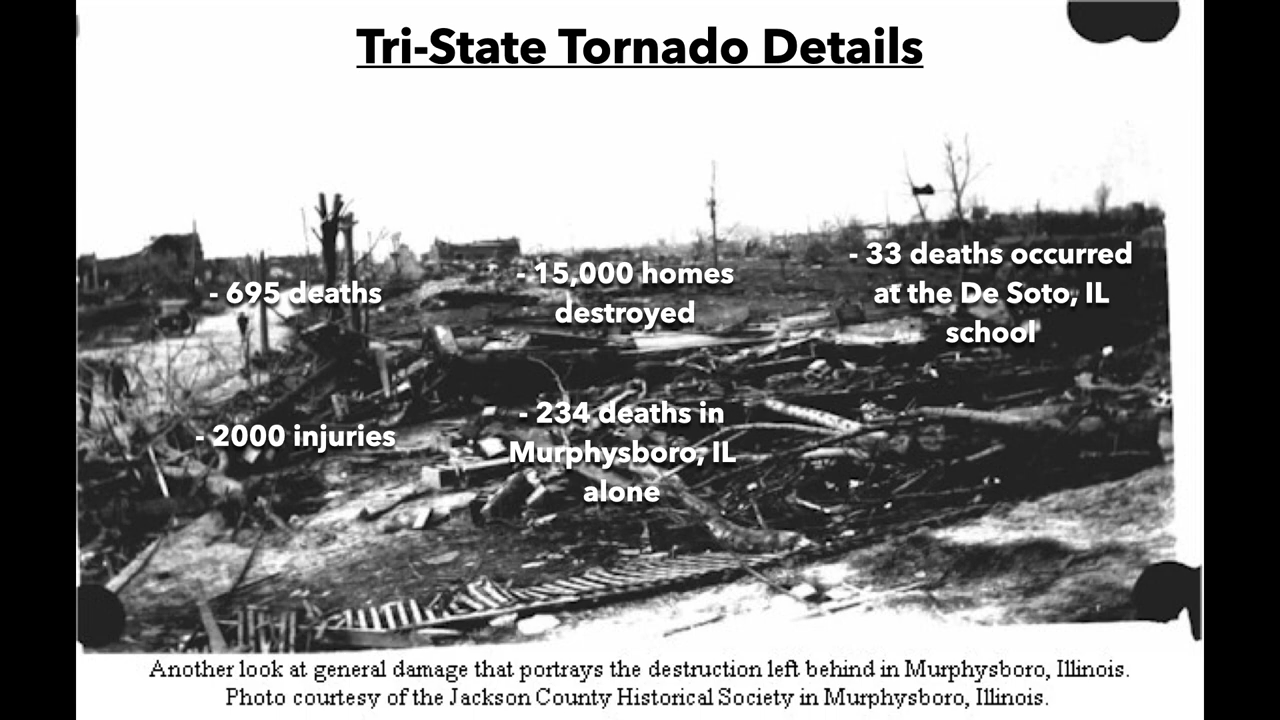 Tri-State Tornado Details
- 695 deaths
- 15,000 homes
destroyed
- 33 deaths occurred
at the De Soto, IL
school
- 2000 injuries
- 234 deaths in
Murphysboro, IL
alone
Another look at general damage that portrays the destruction left behind in Murphysboro, Illinois.
Photo courtesy of the Jackson County Historical Society in Murphysboro, Illinois.